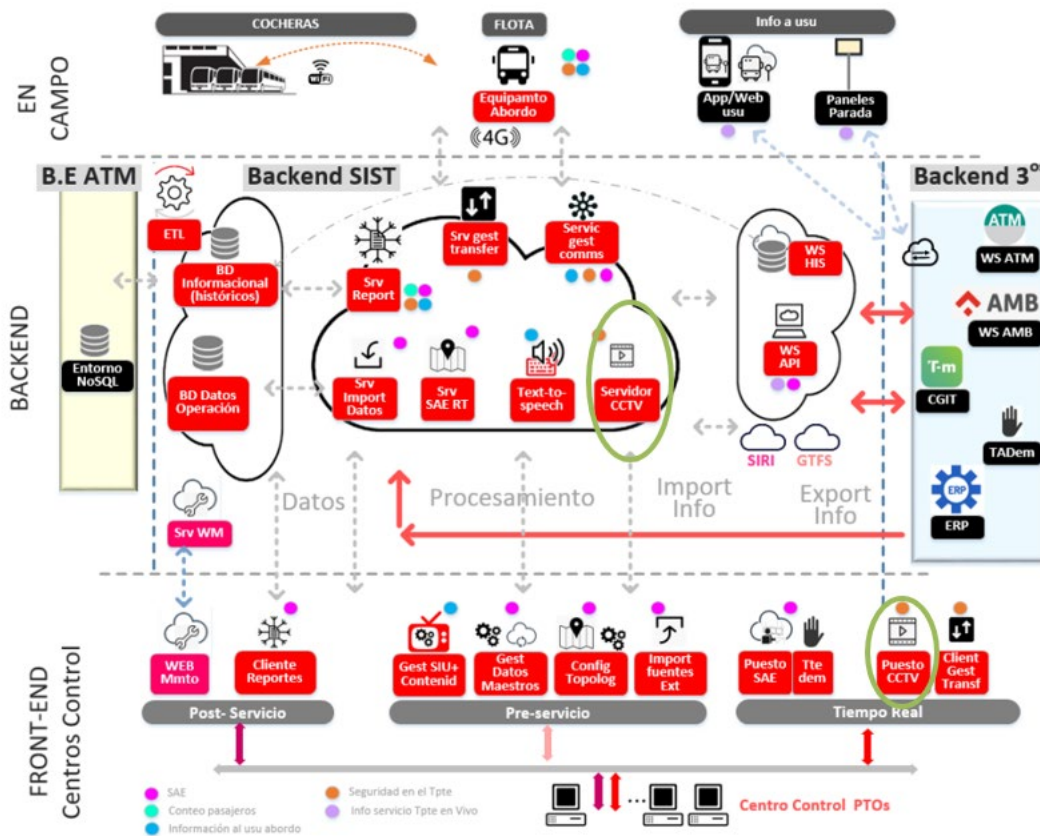 COCHERAS
FLOTA
Info a usu
EN
CAMPO
WiFi
Equipamto
Abordo
4G
App/Web
usu
Paneles
Parada
B.E ATM
Backend SIST
Backend 3º
ETL
BD
Informacional
(históricos)
Srv
Report
Srv gest
transfer
Servic
gest
comms
WS
HIS
ATM
WS ATM
AMB
WS AMB
BACKEND
Entorno
NoSQL
BD Datos
Operación
Srv
Import
Datos
Srv
SAE RT
Text-to-
speech
Servidor
CCTV
WS
API
T-m
CGIT
TADem
SIRI
GTFS
ERP
ERP
Srv WM
Datos
Procesamiento
Import
Info
Export
Info
FRONT-END
Centros Control
WEB
Mmto
Cliente
Reportes
Gest SIU+
Contenid
Gest
Datos
Maestros
Config
Topolog
Import
fuentes
Ext
Puesto
SAE
Tte
dem
Puesto
CCTV
Client
Gest
Transf
Post- Servicio
Pre-servicio
Tiempo Real
SAE
Conteo pasajeros
Información al usu abordo
Seguridad en el Tpte
Info servicio Tpte en Vivo
...
Centro Control PTOs